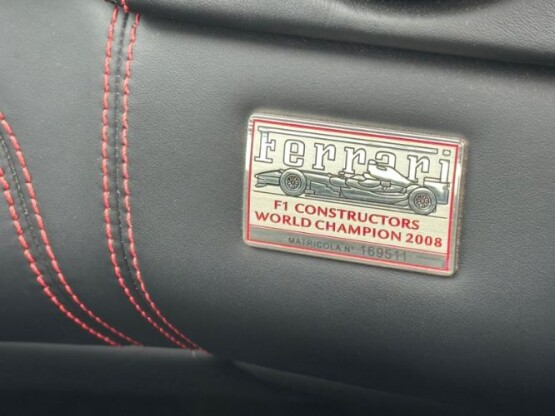 Ferrari
F1 CONSTRUCTORS
WORLD CHAMPION 2008
MATRICOLA N° 169511